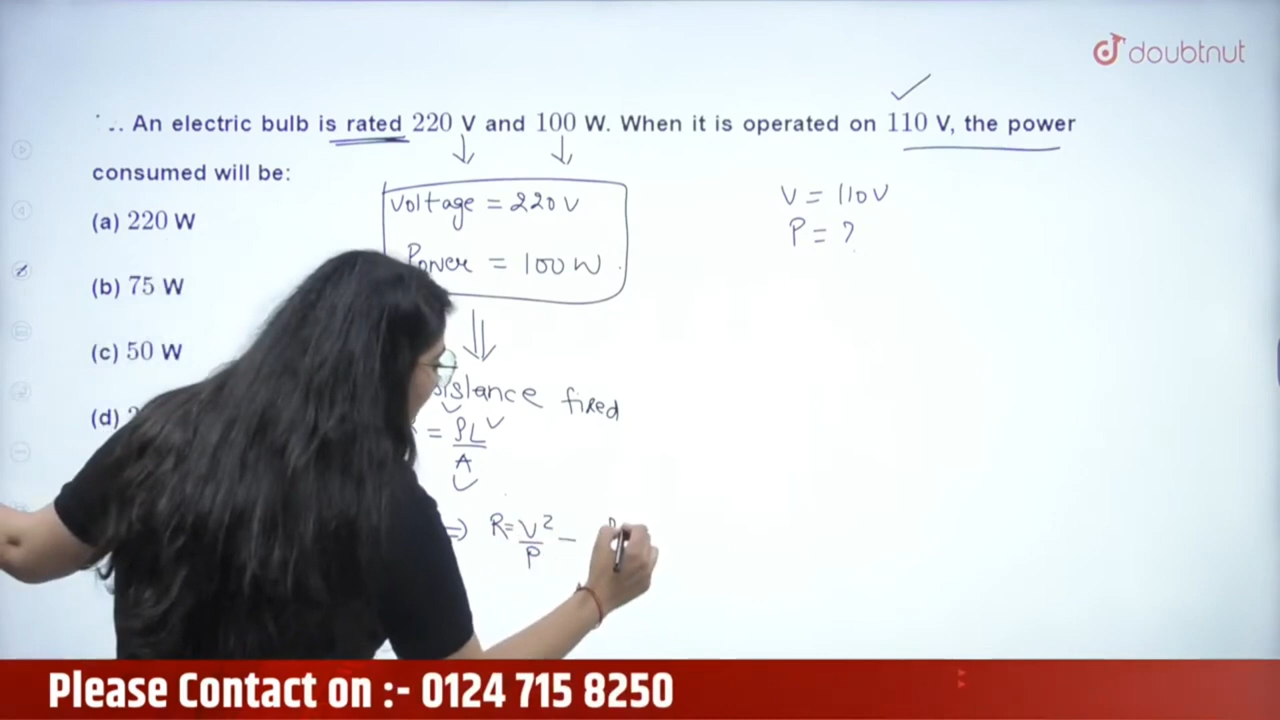 doubtnut
An electric bulb is rated 220 V and 100 W. When it is operated on 110 V, the power
consumed will be:
(a) 220 W
(b) 75 W
(c) 50 W
(d)
Voltage = 220 V
Power = 100 W
V = 110 V
P = ?
fixed
= ρL
A
=> R = V²
P
Please Contact on :- 0124 715 8250